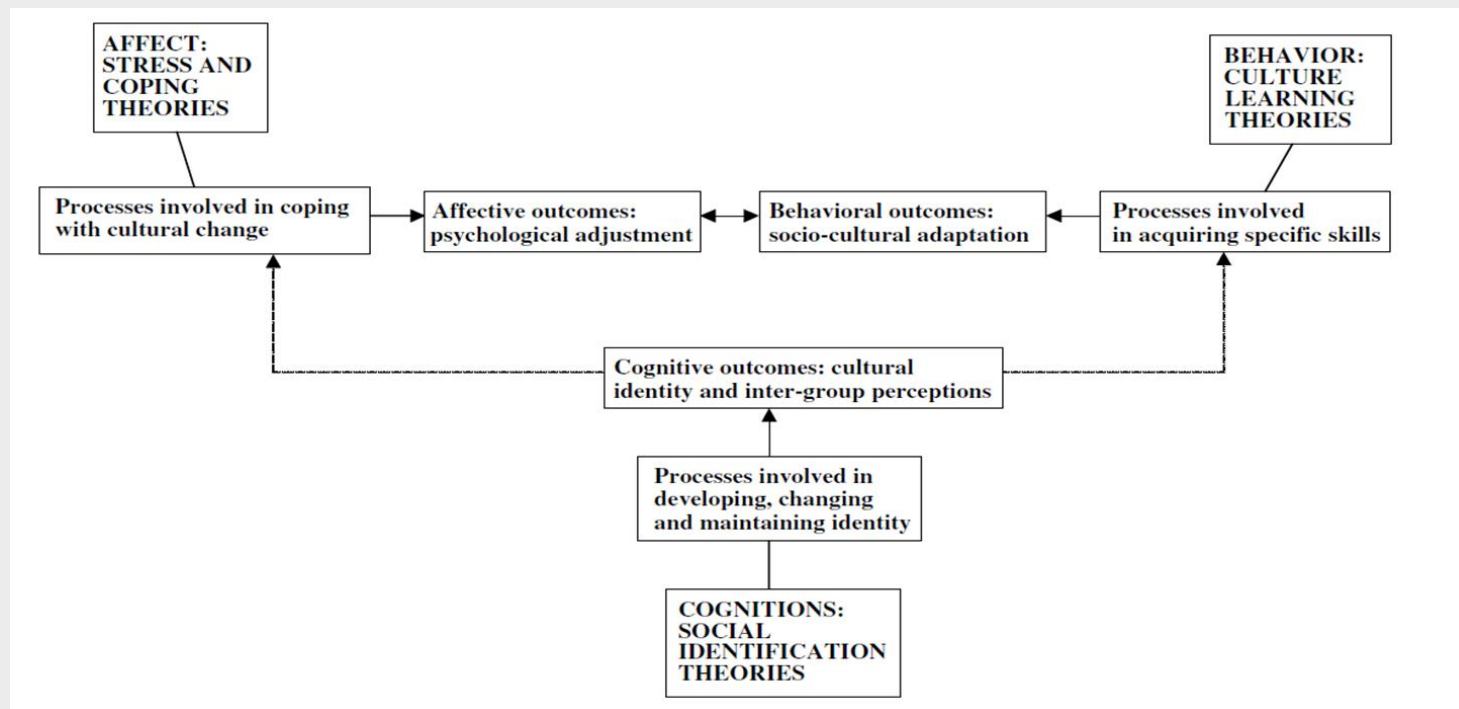 AFFECT:
STRESS AND
COPING
THEORIES
BEHAVIOR:
CULTURE
LEARNING
THEORIES
Processes involved in coping
with cultural change
Affective outcomes:
psychological adjustment
Behavioral outcomes:
socio-cultural adaptation
Processes involved
in acquiring specific skills
Cognitive outcomes: cultural
identity and inter-group perceptions
Processes involved in
developing, changing
and maintaining identity
COGNITIONS:
SOCIAL
IDENTIFICATION
THEORIES